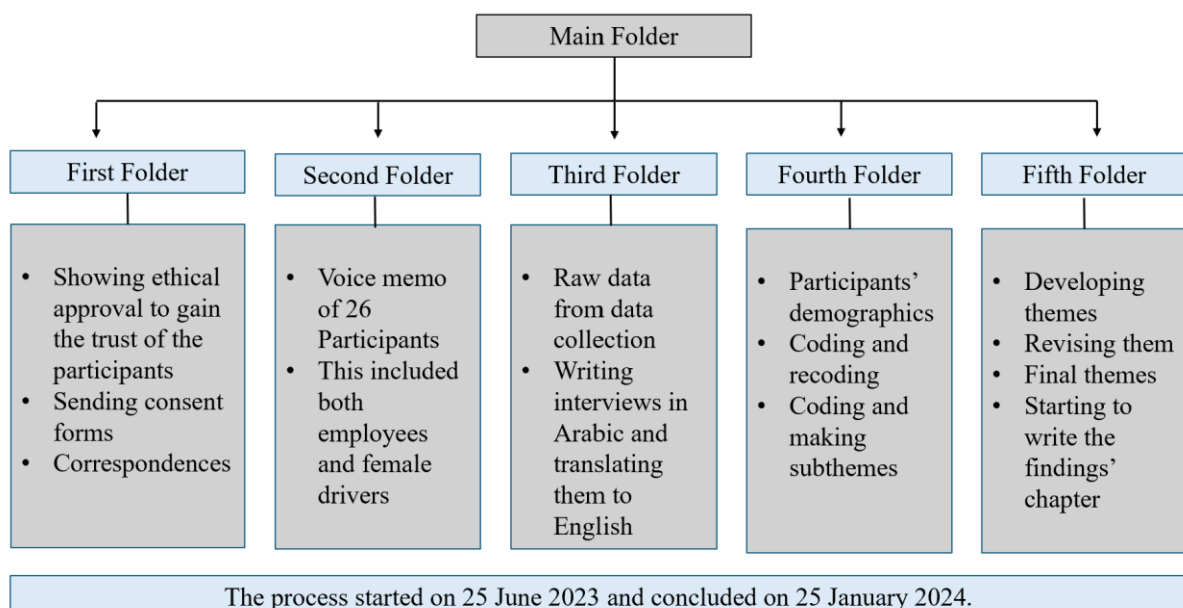 Main Folder
First Folder
• Showing ethical
approval to gain
the trust of the
participants
• Sending consent
forms
• Correspondences
Second Folder
• Voice memo
of 26
Participants
• This included
both
employees
and female
drivers
Third Folder
• Raw data
from data
collection
• Writing
interviews in
Arabic and
translating
them to
English
Fourth Folder
• Participants’
demographics
• Coding and
recoding
• Coding and
making
subthemes
Fifth Folder
• Developing
themes
• Revising them
• Final themes
• Starting to
write the
findings’
chapter
The process started on 25 June 2023 and concluded on 25 January 2024.